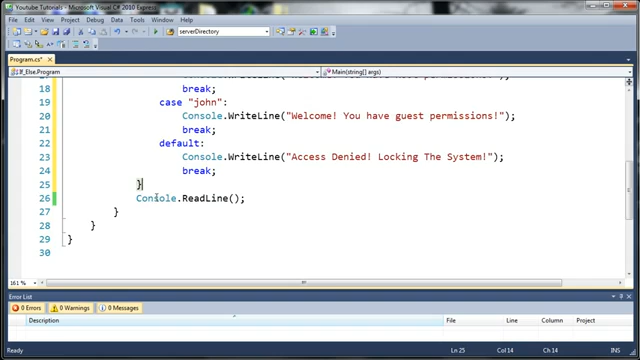 Youtube Tutorials - Microsoft Visual C# 2010 Express
File Edit View Project Debug Data Tools Window Help
serverDirectory
Program.cs*
If_Else.Program Main(string[] args)
18 break;
19 case "john":
20 Console.WriteLine("Welcome! You have guest permissions!");
21 break;
22 default:
23 Console.WriteLine("Access Denied! Locking The System!");
24 break;
25 }
26 Console.ReadLine();
27 }
28 }
29 }
30
161 %
Error List
0 Errors 0 Warnings 0 Messages
Description File Line Column Project
Ready Ln 25 Col 14 Ch 14 INS